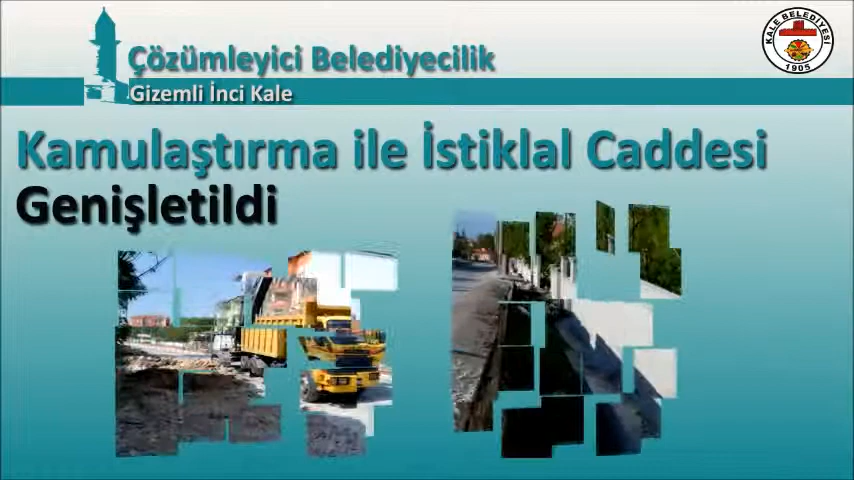 Çözümleyici Belediyecilik
Gizemli İnci Kale
KALE BELEDİYESİ
1905
Kamulaştırma ile İstiklal Caddesi
Genişletildi